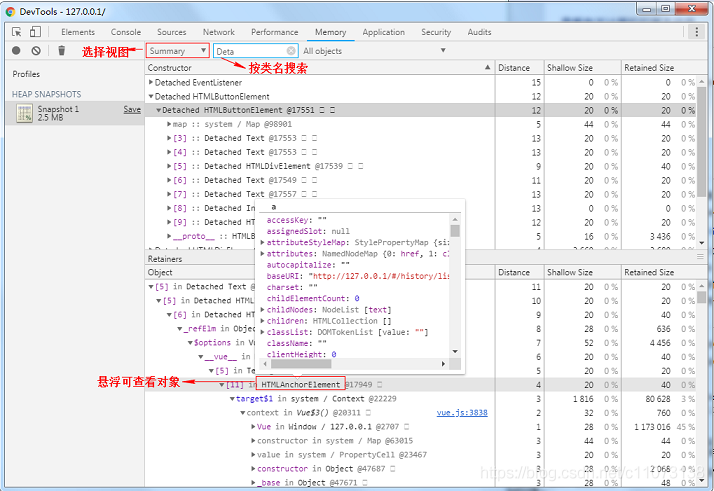 DevTools - 127.0.0.1/
Elements Console Sources Network Performance Memory Application Security Audits
选择视图 Summary Deta All objects
按类名搜索
Profiles
Constructor Distance Shallow Size Retained Size
HEAP SNAPSHOTS
Snapshot 1 Save
2.5 MB
Detached EventListener 15 0 0 % 0 0 %
Detached HTMLButtonElement 12 20 0 % 20 0 %
Detached HTMLButtonElement @17551 12 20 0 % 20 0 %
map :: system / Map @98901 5 44 0 % 44 0 %
[3] :: Detached Text @17553 13 20 0 % 20 0 %
[4] :: Detached Text @17555 13 20 0 % 20 0 %
[5] :: Detached HTMLDivElement @17539 9 20 0 % 40 0 %
[6] :: Detached Text @17549 11 20 0 % 20 0 %
[7] :: Detached Text @17557 13 20 0 % 20 0 %
[8] :: Detached In 13 0 0 % 0 0 %
[9] :: Detached HT 12 20 0 % 20 0 %
__proto__ :: HTMLB 5 16 0 % 3 436 0 %
Retainers
Object Distance Shallow Size Retained Size
[5] in Detached Text @ 11 20 0 % 20 0 %
[5] in Detached HTM 10 20 0 % 20 0 %
[6] in Detached HT 9 20 0 % 40 0 %
_refElm in Object 8 28 0 % 636 0 %
$options in Vu 7 52 0 % 4 456 0 %
__vue__ in 6 20 0 % 40 0 %
[5] in Te 5 20 0 % 20 0 %
[11] in HTMLAnchorElement @17949 4 20 0 % 40 0 %
target$1 in system / Context @22229 3 1 816 0 % 80 628 3 %
context in Vue$3() @20311 vue.js:3838 2 32 0 % 760 0 %
Vue in Window / 127.0.0.1 @2707 1 28 0 % 1 173 016 45 %
constructor in system / Map @63015 3 44 0 % 44 0 %
value in system / PropertyCell @23467 3 20 0 % 20 0 %
constructor in Object @47687 3 28 0 % 2 068 0 %
_base in Object @47671 3 28 0 % 48 0 %
a
accessKey: ""
assignedSlot: null
attributeStyleMap: StylePropertyMap {siz
attributes: NamedNodeMap {0: href, l: cl
autocapitalize: ""
baseURI: "http://127.0.0.1/#/history/lis
charset: ""
childElementCount: 0
childNodes: NodeList [text]
children: HTMLCollection []
classList: DOMTokenList [value: ""]
className: ""
clientHeight: 0
悬浮可查看对象